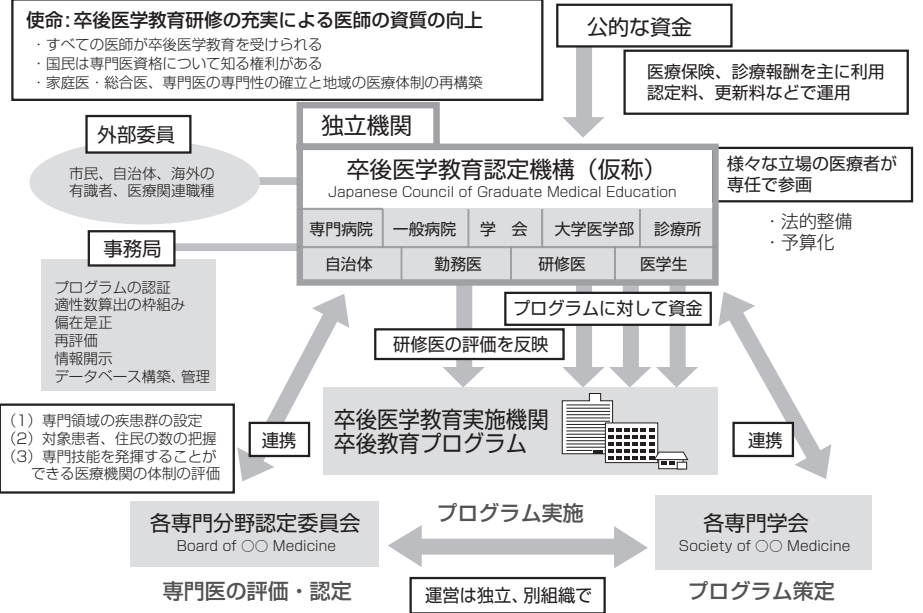 使命：卒後医学教育研修の充実による医師の資質の向上
・すべての医師が卒後医学教育を受けられる
・国民は専門医資格について知る権利がある
・家庭医・総合医、専門医の専門性の確立と地域の医療体制の再構築
公的な資金
医療保険、診療報酬を主に利用
認定料、更新料などで運用
独立機関
外部委員
市民、自治体、海外の
有識者、医療関連職種
卒後医学教育認定機構（仮称）
Japanese Council of Graduate Medical Education
様々な立場の医療者が
専任で参画
・法的整備
・予算化
専門病院
一般病院
学 会
大学医学部
診療所
自治体
勤務医
研修医
医学生
事務局
プログラムの認証
適性数算出の枠組み
偏在是正
再評価
情報開示
データベース構築、管理
プログラムに対して資金
研修医の評価を反映
（1）専門領域の疾患群の設定
（2）対象患者、住民の数の把握
（3）専門技能を発揮することが
できる医療機関の体制の評価
連携
卒後医学教育実施機関
卒後教育プログラム
連携
各専門分野認定委員会
Board of ○○ Medicine
プログラム実施
各専門学会
Society of ○○ Medicine
専門医の評価・認定
運営は独立、別組織で
プログラム策定